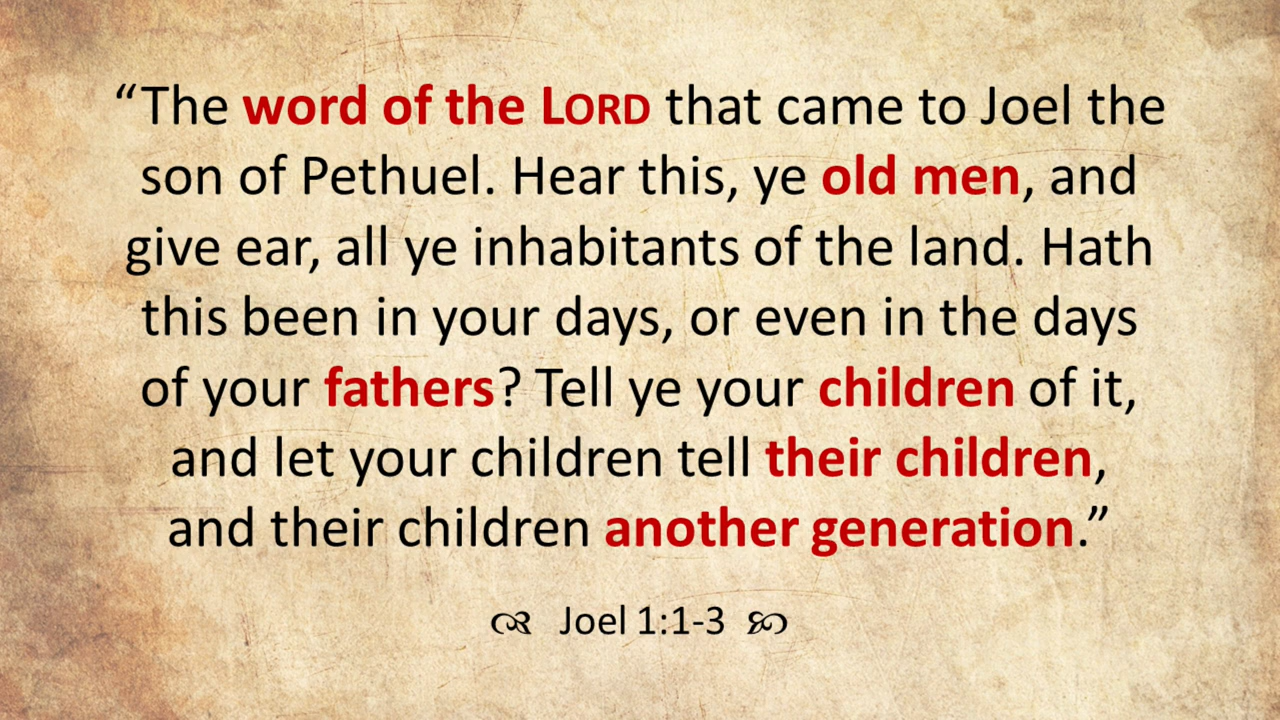 “The word of the LORD that came to Joel the
son of Pethuel. Hear this, ye old men, and
give ear, all ye inhabitants of the land. Hath
this been in your days, or even in the days
of your fathers? Tell ye your children of it,
and let your children tell their children,
and their children another generation.”
Joel 1:1-3